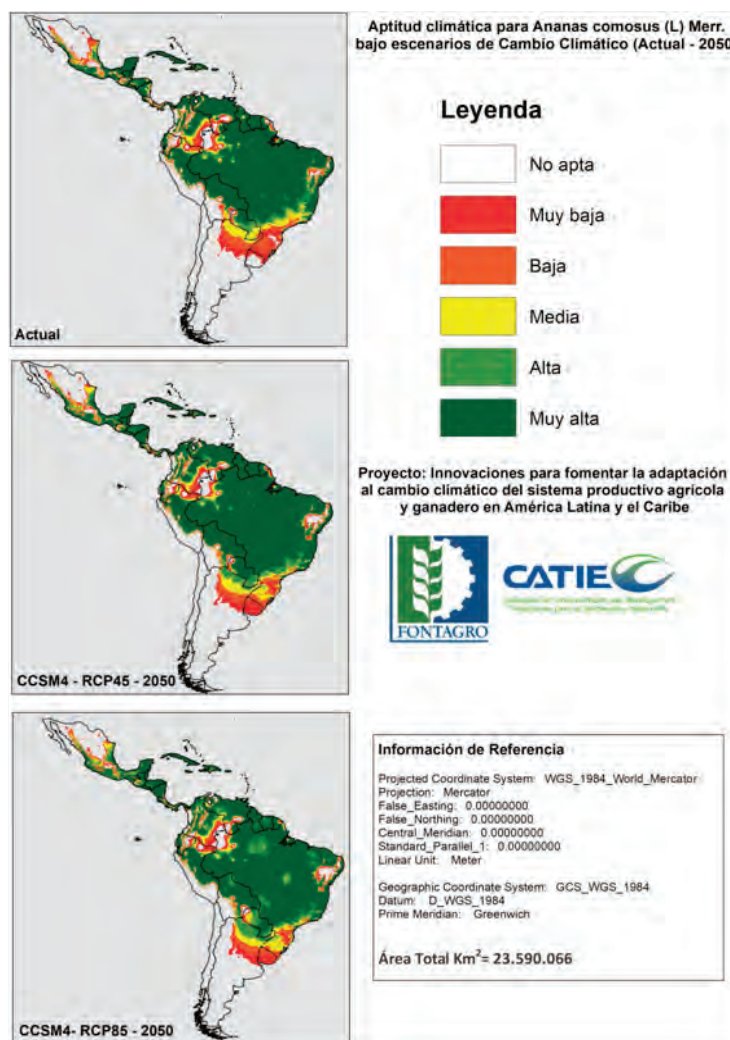 Aptitud climática para Ananas comosus (L) Merr.
bajo escenarios de Cambio Climático (Actual - 2050
Leyenda
No apta
Muy baja
Baja
Media
Alta
Muy alta
Actual
Proyecto: Innovaciones para fomentar la adaptación
al cambio climático del sistema productivo agrícola
y ganadero en América Latina y el Caribe
FONTAGRO
CATIE
CCSM4 - RCP45 - 2050
Información de Referencia
Projected Coordinate System: WGS_1984_World_Mercator
Projection: Mercator
False_Easting: 0.00000000
False_Northing: 0.00000000
Central_Meridian: 0.00000000
Standard_Parallel_1: 0.00000000
Linear Unit: Meter
Geographic Coordinate System: GCS_WGS_1984
Datum: D_WGS_1984
Prime Meridian: Greenwich
Área Total Km²= 23.590.066
CCSM4- RCP85 - 2050